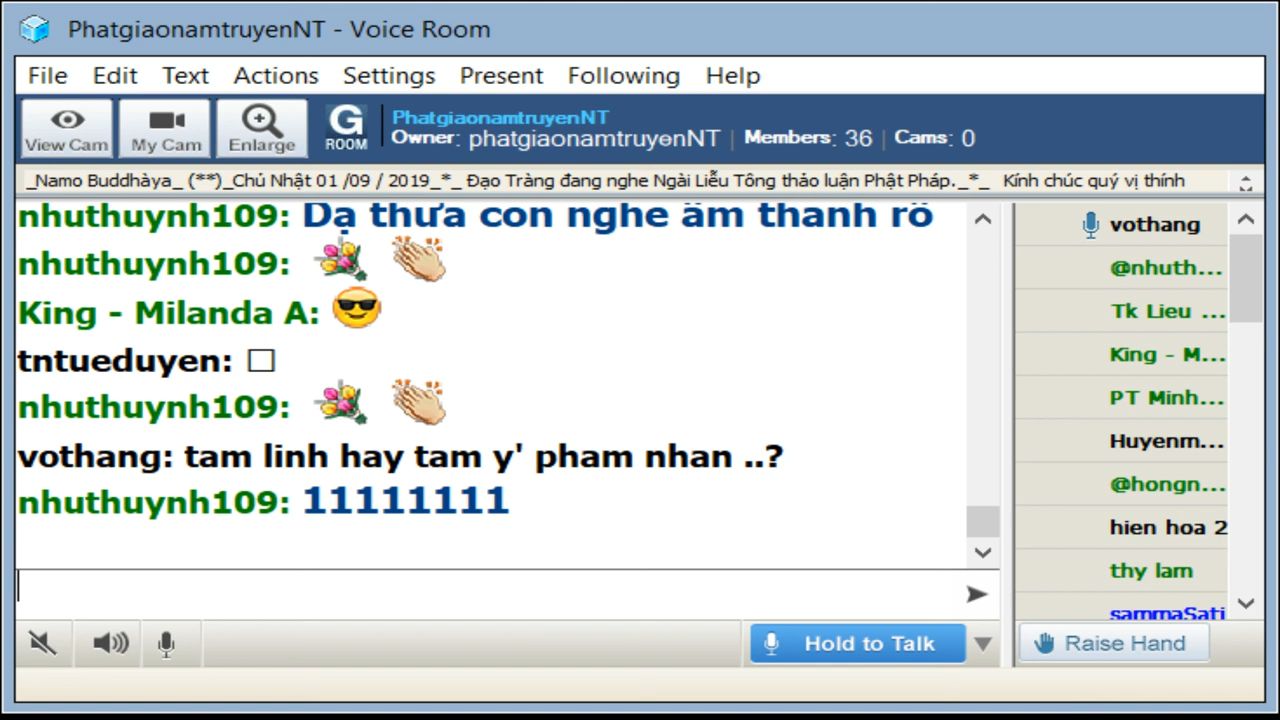 PhatgiaonamtruyenNT - Voice Room
File Edit Text Actions Settings Present Following Help
View Cam My Cam Enlarge G ROOM
PhatgiaonamtruyenNT
Owner: phatgiaonamtruyenNT | Members: 36 | Cams: 0
_Namo Buddhàya_ (**)_Chủ Nhật 01 /09 / 2019_*_ Đạo Tràng đang nghe Ngài Liễu Tông thảo luận Phật Pháp._*_ Kính chúc quý vị thính
nhuthuynh109: Dạ thưa con nghe âm thanh rõ
nhuthuynh109:
King - Milanda A:
tntueduyen: □
nhuthuynh109:
vothang: tam linh hay tam y' pham nhan ..?
nhuthuynh109: 11111111
vothang
@nhuth...
Tk Lieu ...
King - M...
PT Minh...
Huyenm...
@hongn...
hien hoa 2
thy lam
sammaSati
Hold to Talk
Raise Hand